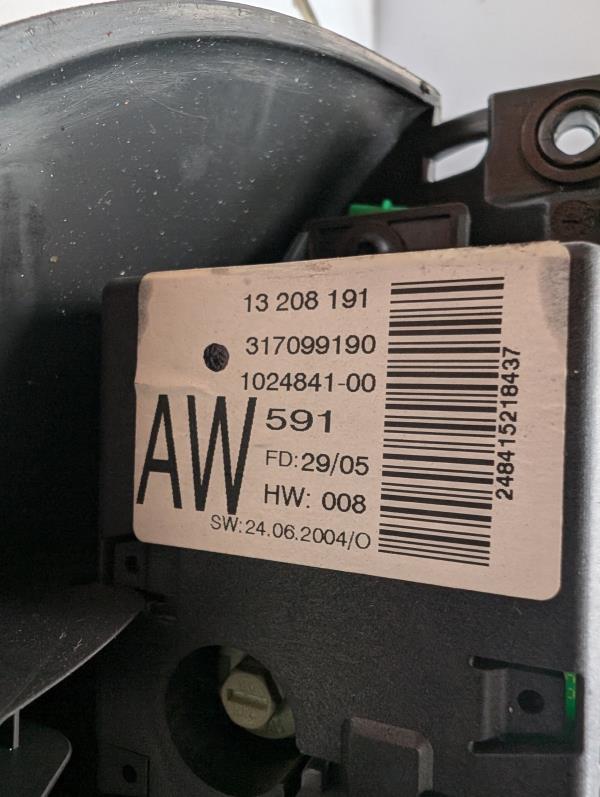 13 208 191
317099190
1024841-00
AW 591
FD: 29/05
HW: 008
SW: 24.06.2004/O
248415218437